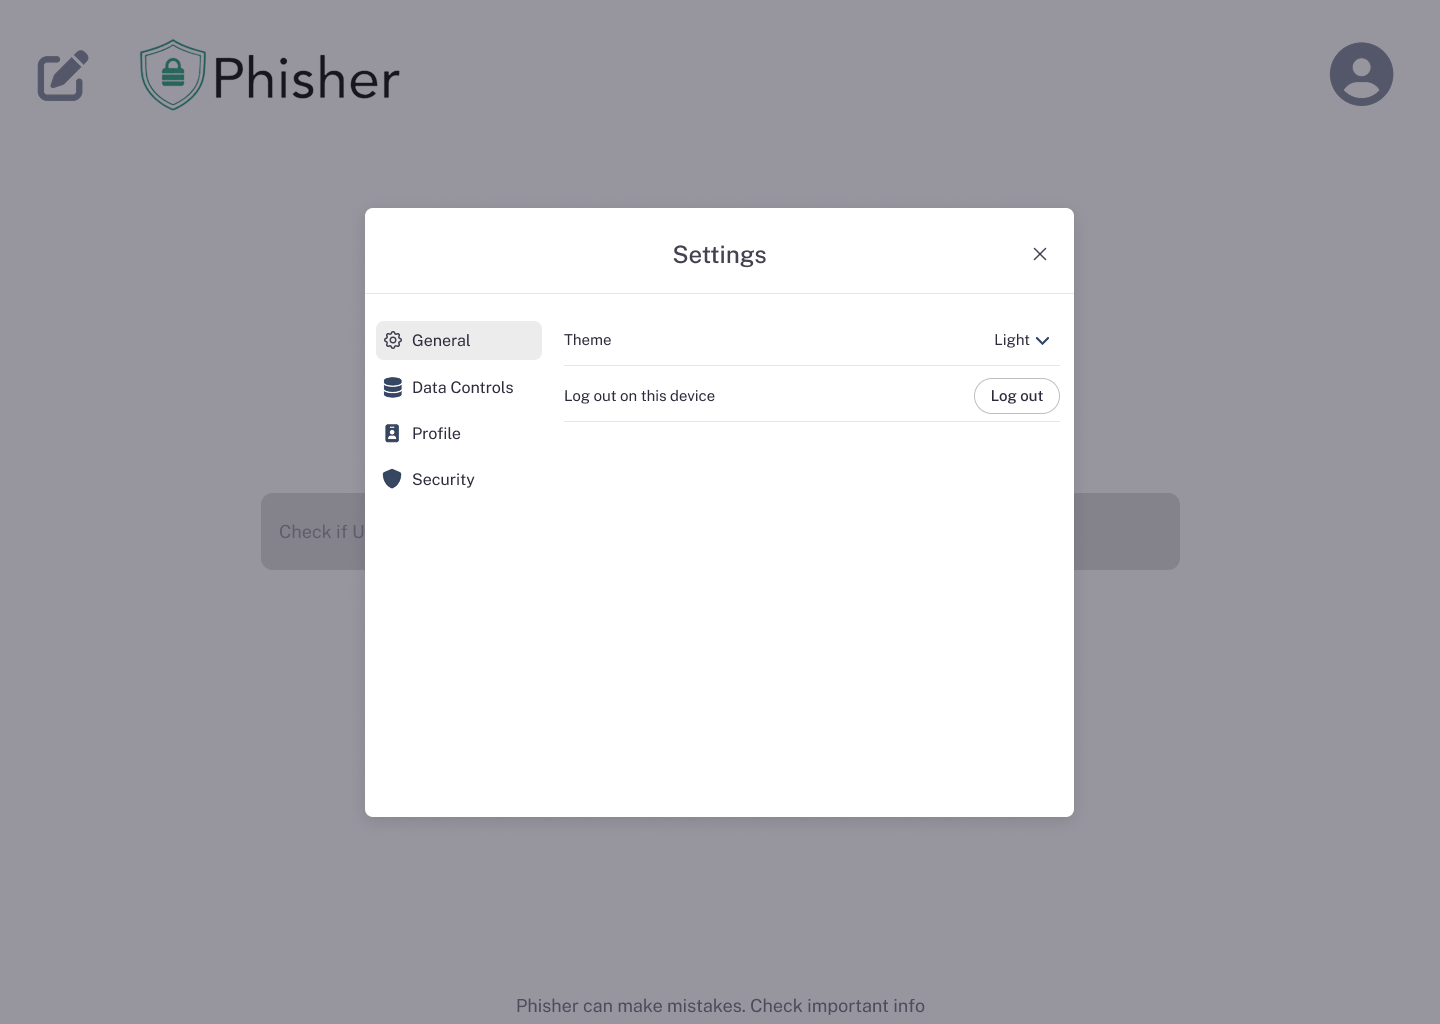 Phisher
Settings
General
Data Controls
Profile
Security
Theme
Light
Log out on this device
Log out
Check if U
Phisher can make mistakes. Check important info